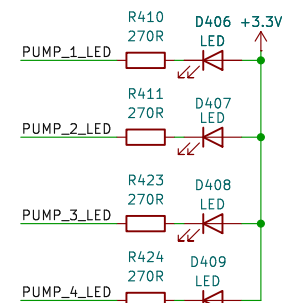 R410
D406
+3.3V
270R
LED
PUMP_1_LED
R411
D407
270R
LED
PUMP_2_LED
R423
D408
270R
LED
PUMP_3_LED
R424
D409
270R
LED
PUMP_4_LED